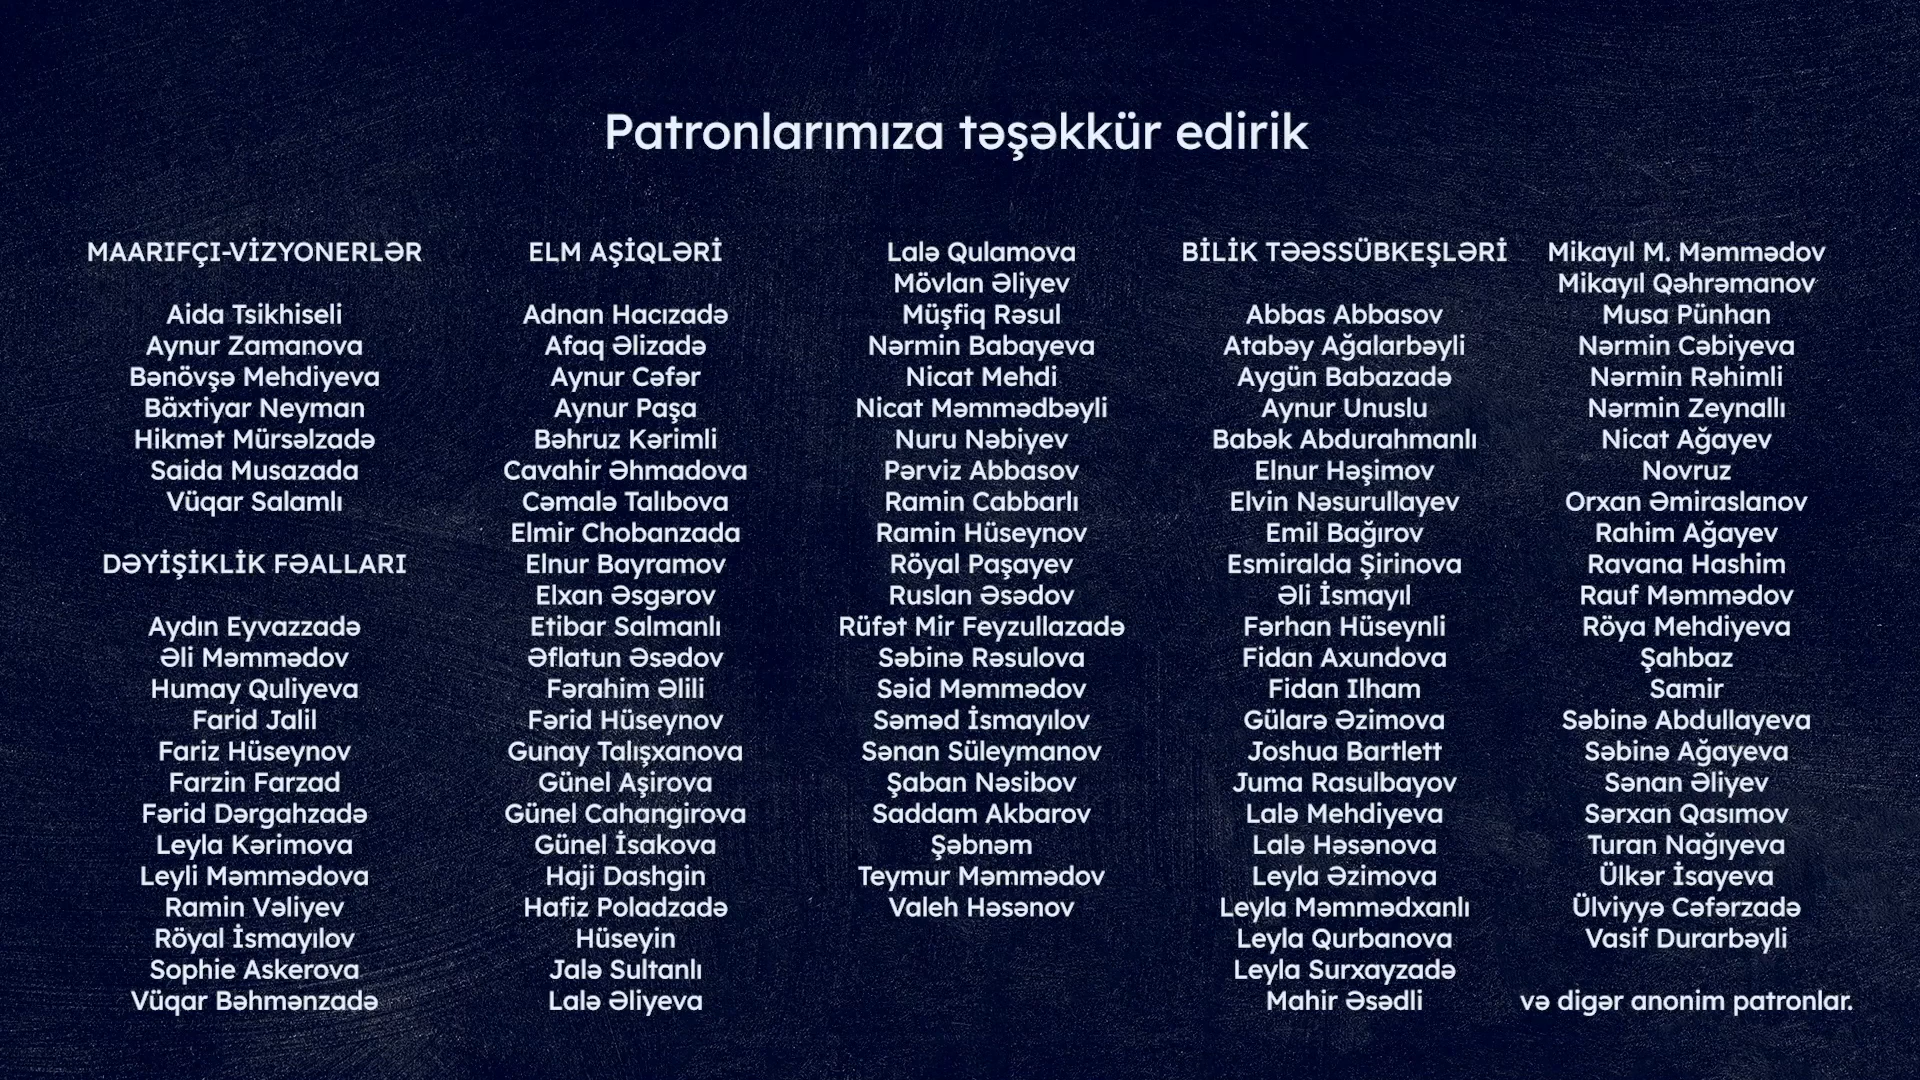 Patronlarımıza təşəkkür edirik
MAARIFÇI-VİZYONERLƏR
Aida Tsikhiseli
Aynur Zamanova
Bənövşə Mehdiyeva
Bäxtiyar Neyman
Hikmət Mürsəlzadə
Saida Musazada
Vüqar Salamlı
DƏYİŞİKLİK FƏALLARI
Aydın Eyvazzadə
Əli Məmmədov
Humay Quliyeva
Farid Jalil
Fariz Hüseynov
Farzin Farzad
Fərid Dərgahzadə
Leyla Kərimova
Leyli Məmmədova
Ramin Vəliyev
Röyal İsmayılov
Sophie Askerova
Vüqar Bəhmənzadə
ELM AŞİQLƏRİ
Adnan Hacızadə
Afaq Əlizadə
Aynur Cəfər
Aynur Paşa
Bəhruz Kərimli
Cavahir Əhmadova
Cəmalə Talıbova
Elmir Chobanzada
Elnur Bayramov
Elxan Əsgərov
Etibar Salmanlı
Əflatun Əsədov
Fərahim Əlili
Fərid Hüseynov
Gunay Talışxanova
Günel Aşirova
Günel Cahangirova
Günel İsakova
Haji Dashgin
Hafiz Poladzadə
Hüseyin
Jalə Sultanlı
Lalə Əliyeva
Lalə Qulamova
Mövlan Əliyev
Müşfiq Rəsul
Nərmin Babayeva
Nicat Mehdi
Nicat Məmmədbəyli
Nuru Nəbiyev
Pərviz Abbasov
Ramin Cabbarlı
Ramin Hüseynov
Röyal Paşayev
Ruslan Əsədov
Rüfət Mir Feyzullazadə
Səbinə Rəsulova
Səid Məmmədov
Səməd İsmayılov
Sənan Süleymanov
Şaban Nəsibov
Saddam Akbarov
Şəbnəm
Teymur Məmmədov
Valeh Həsənov
BİLİK TƏƏSSÜBKEŞLƏRİ
Abbas Abbasov
Atabəy Ağalarbəyli
Aygün Babazadə
Aynur Unuslu
Babək Abdurahmanlı
Elnur Həşimov
Elvin Nəsurullayev
Emil Bağırov
Esmiralda Şirinova
Əli İsmayıl
Fərhan Hüseynli
Fidan Axundova
Fidan Ilham
Gülarə Əzimova
Joshua Bartlett
Juma Rasulbayov
Lalə Mehdiyeva
Lalə Həsənova
Leyla Əzimova
Leyla Məmmədxanlı
Leyla Qurbanova
Leyla Surxayzadə
Mahir Əsədli
Mikayıl M. Məmmədov
Mikayıl Qəhrəmanov
Musa Pünhan
Nərmin Cəbiyeva
Nərmin Rəhimli
Nərmin Zeynallı
Nicat Ağayev
Novruz
Orxan Əmiraslanov
Rahim Ağayev
Ravana Hashim
Rauf Məmmədov
Röya Mehdiyeva
Şahbaz
Samir
Səbinə Abdullayeva
Səbinə Ağayeva
Sənan Əliyev
Sərxan Qasımov
Turan Nağıyeva
Ülkər İsayeva
Ülviyyə Cəfərzadə
Vasif Durarbəyli
və digər anonim patronlar.